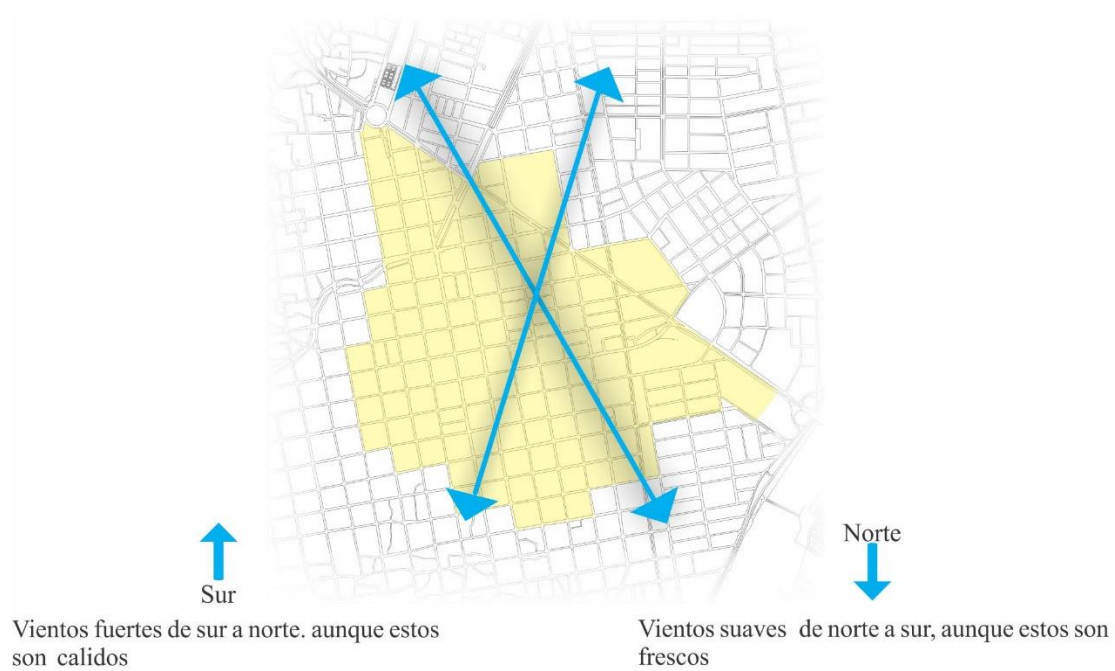 Norte
Sur
Vientos fuertes de sur a norte. aunque estos
son calidos
Vientos suaves de norte a sur, aunque estos son
frescos